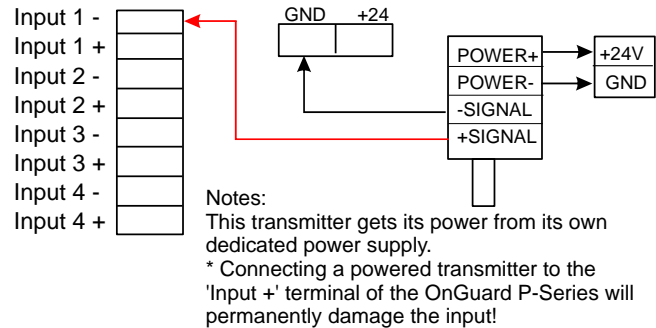 Input 1 -
Input 1 +
Input 2 -
Input 2 +
Input 3 -
Input 3 +
Input 4 -
Input 4 +
GND +24
POWER+
POWER-
-SIGNAL
+SIGNAL
+24V
GND
Notes:
This transmitter gets its power from its own
dedicated power supply.
* Connecting a powered transmitter to the
'Input +' terminal of the OnGuard P-Series will
permanently damage the input!